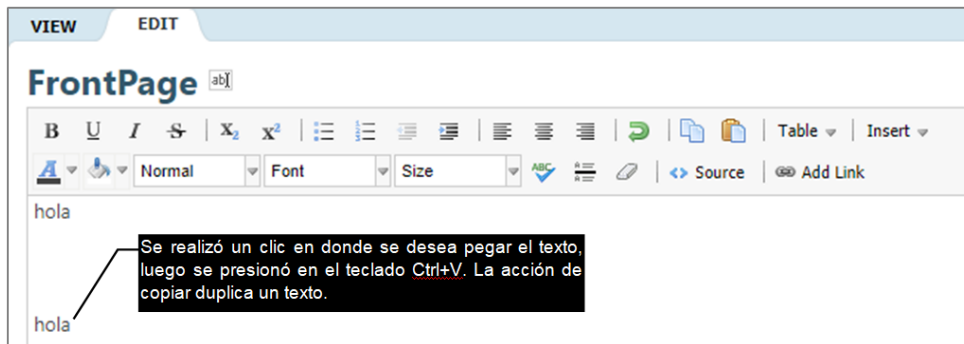 VIEW EDIT
FrontPage ab
B U I S X₂ X² Table Insert
A Normal Font Size ABC Source Add Link
hola
Se realizó un clic en donde se desea pegar el texto,
luego se presionó en el teclado Ctrl+V. La acción de
copiar duplica un texto.
hola